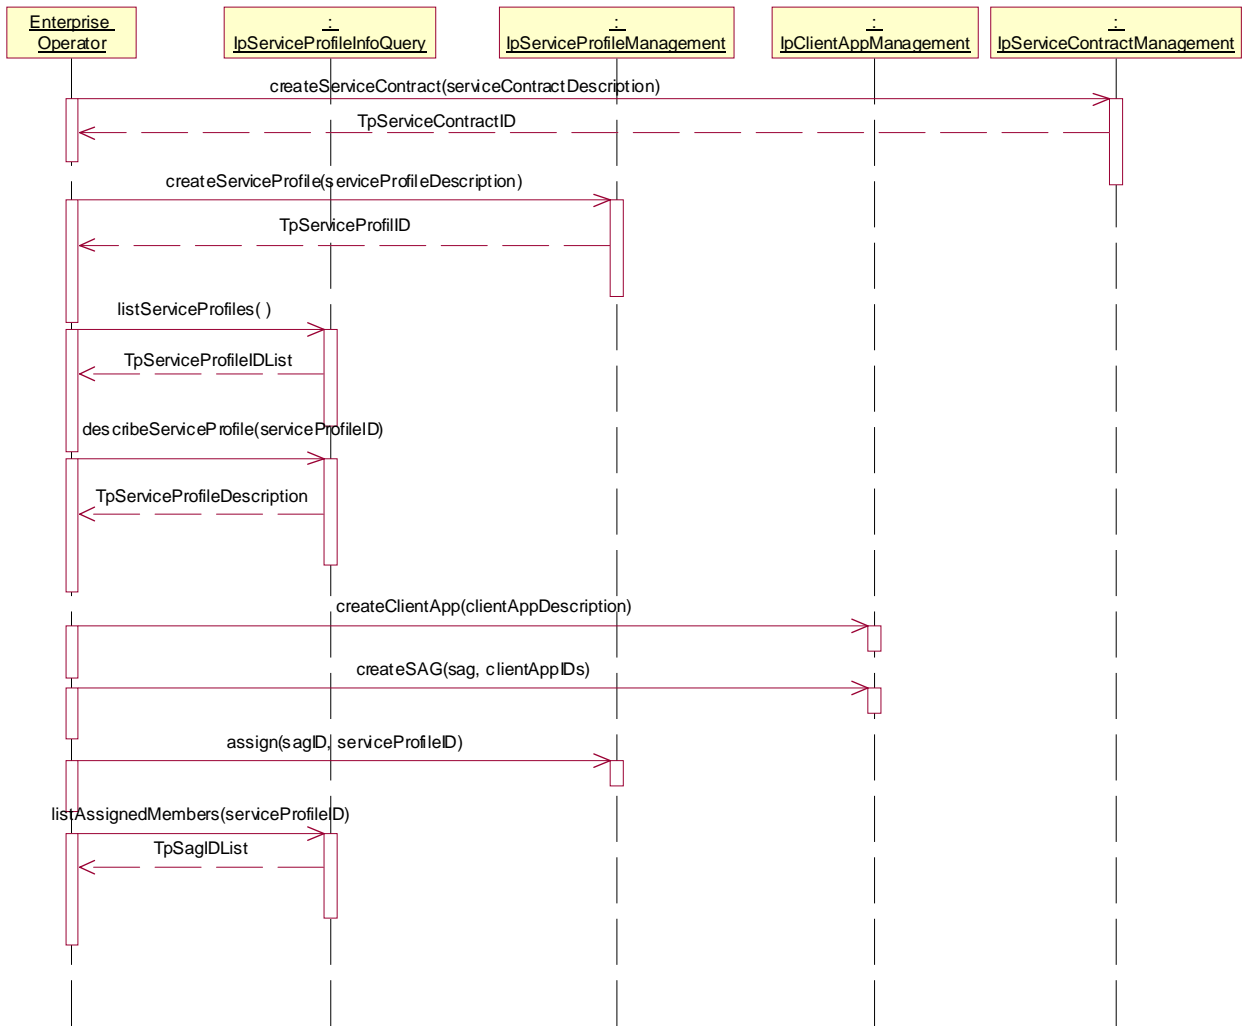 Enterprise
Operator
:
IpServiceProfileInfoQuery
:
IpServiceProfileManagement
:
IpClientAppManagement
:
IpServiceContractManagement
createServiceContract(serviceContractDescription)
TpServiceContractID
createServiceProfile(serviceProfileDescription)
TpServiceProfilID
listServiceProfiles( )
TpServiceProfileIDList
describeServiceProfile(serviceProfileID)
TpServiceProfileDescription
createClientApp(clientAppDescription)
createSAG(sag, clientAppIDs)
assign(sagID, serviceProfileID)
listAssignedMembers(serviceProfileID)
TpSagIDList